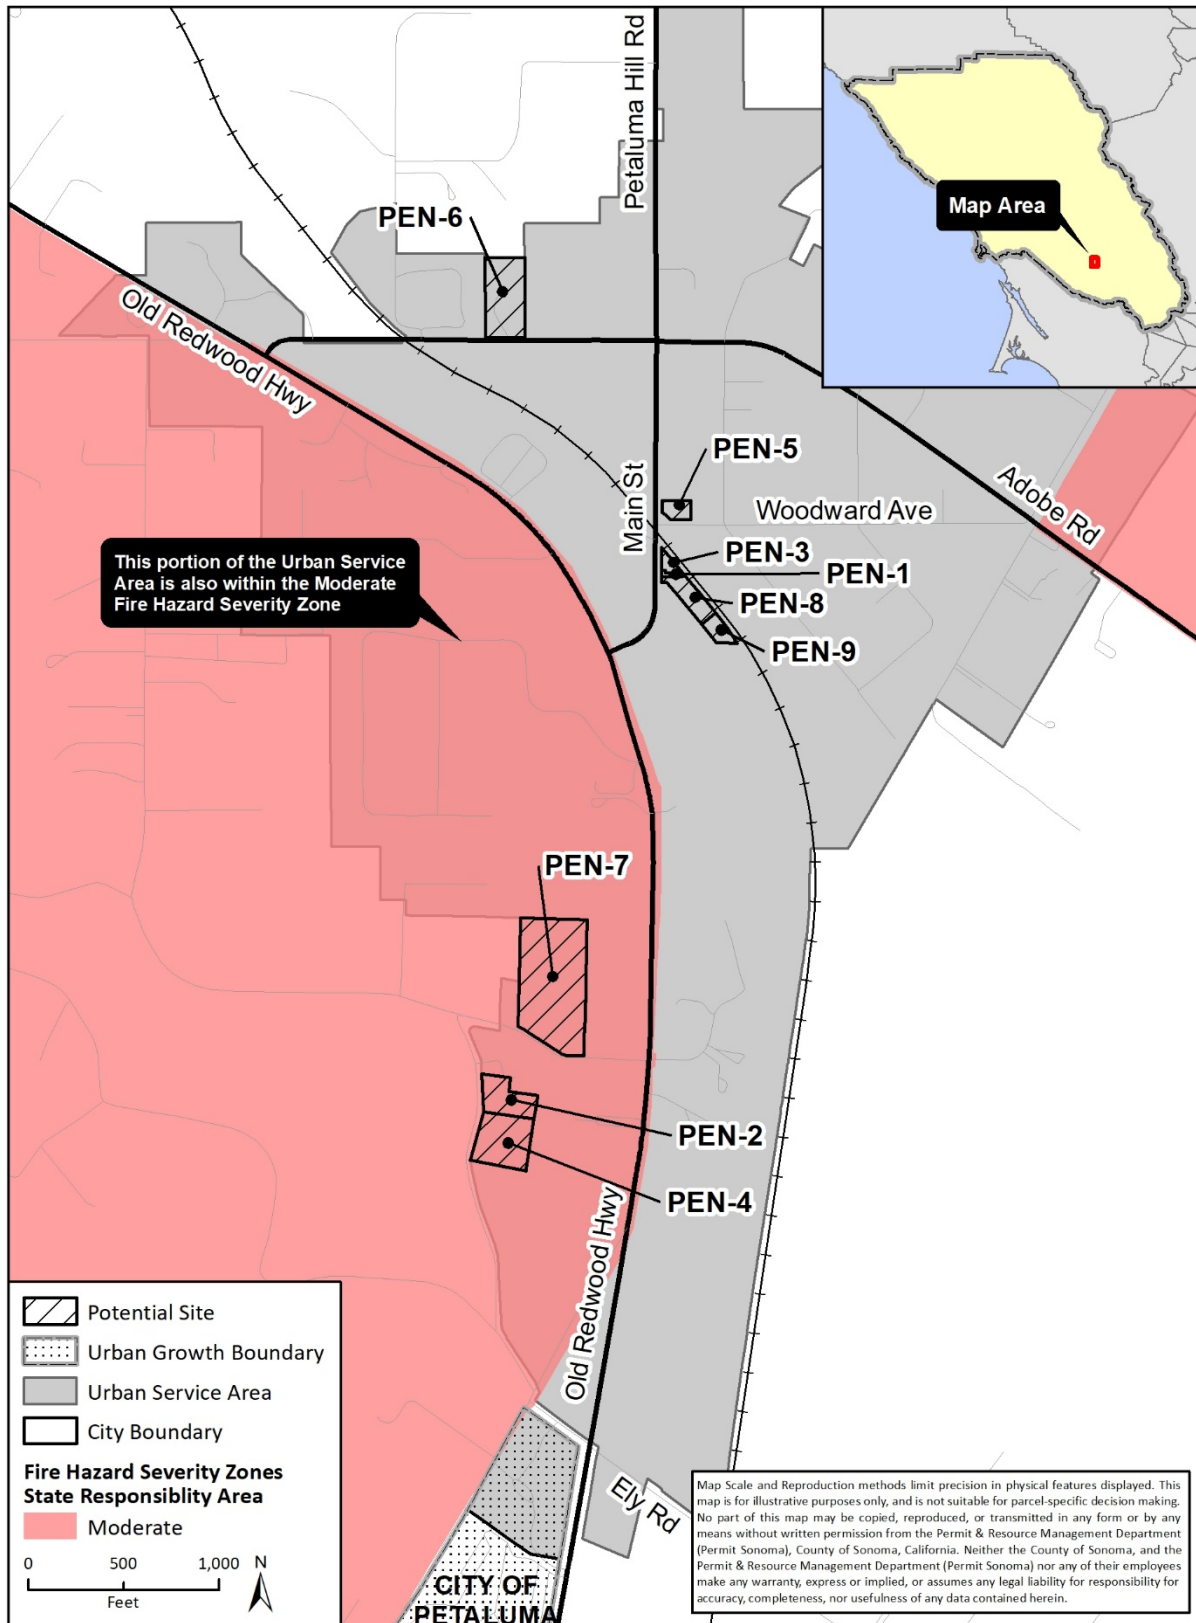 Petaluma Hill Rd
Map Area
PEN-6
Old Redwood Hwy
PEN-5
Main St
Woodward Ave
Adobe Rd
This portion of the Urban Service
Area is also within the Moderate
Fire Hazard Severity Zone
PEN-3
PEN-1
PEN-8
PEN-9
PEN-7
PEN-2
PEN-4
Old Redwood Hwy
Ely Rd
CITY OF
PETALUMA
Potential Site
Urban Growth Boundary
Urban Service Area
City Boundary
Fire Hazard Severity Zones
State Responsiblity Area
Moderate
0 500 1,000
Feet
N
Map Scale and Reproduction methods limit precision in physical features displayed. This
map is for illustrative purposes only, and is not suitable for parcel-specific decision making.
No part of this map may be copied, reproduced, or transmitted in any form or by any
means without written permission from the Permit & Resource Management Department
(Permit Sonoma), County of Sonoma, California. Neither the County of Sonoma, and the
Permit & Resource Management Department (Permit Sonoma) nor any of their employees
make any warranty, express or implied, or assumes any legal liability for responsibility for
accuracy, completeness, nor usefulness of any data contained herein.